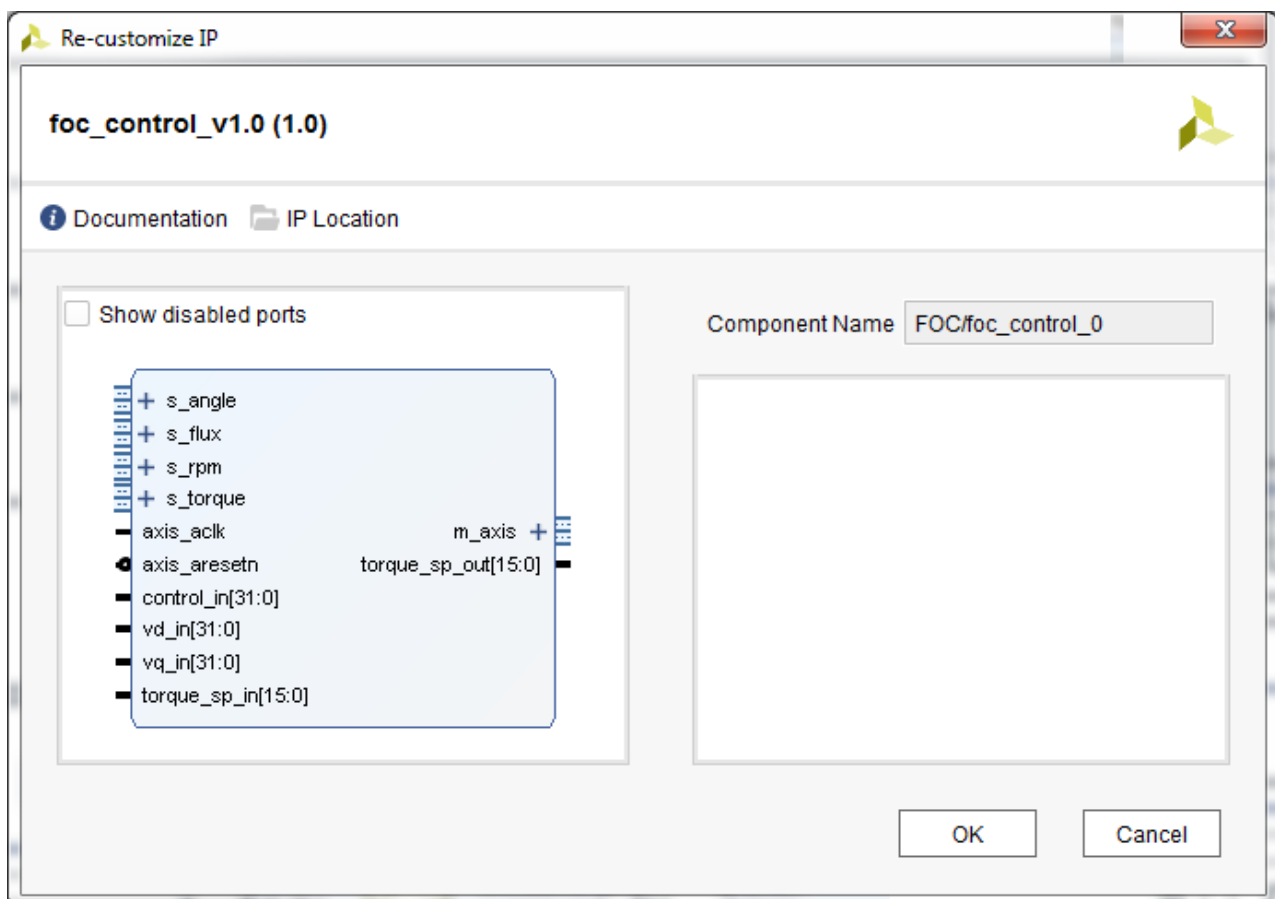 Re-customize IP
foc_control_v1.0 (1.0)
Documentation IP Location
Show disabled ports
Component Name FOC/foc_control_0
s_angle
s_flux
s_rpm
s_torque
axis_aclk m_axis
axis_aresetn torque_sp_out[15:0]
control_in[31:0]
vd_in[31:0]
vq_in[31:0]
torque_sp_in[15:0]
OK Cancel